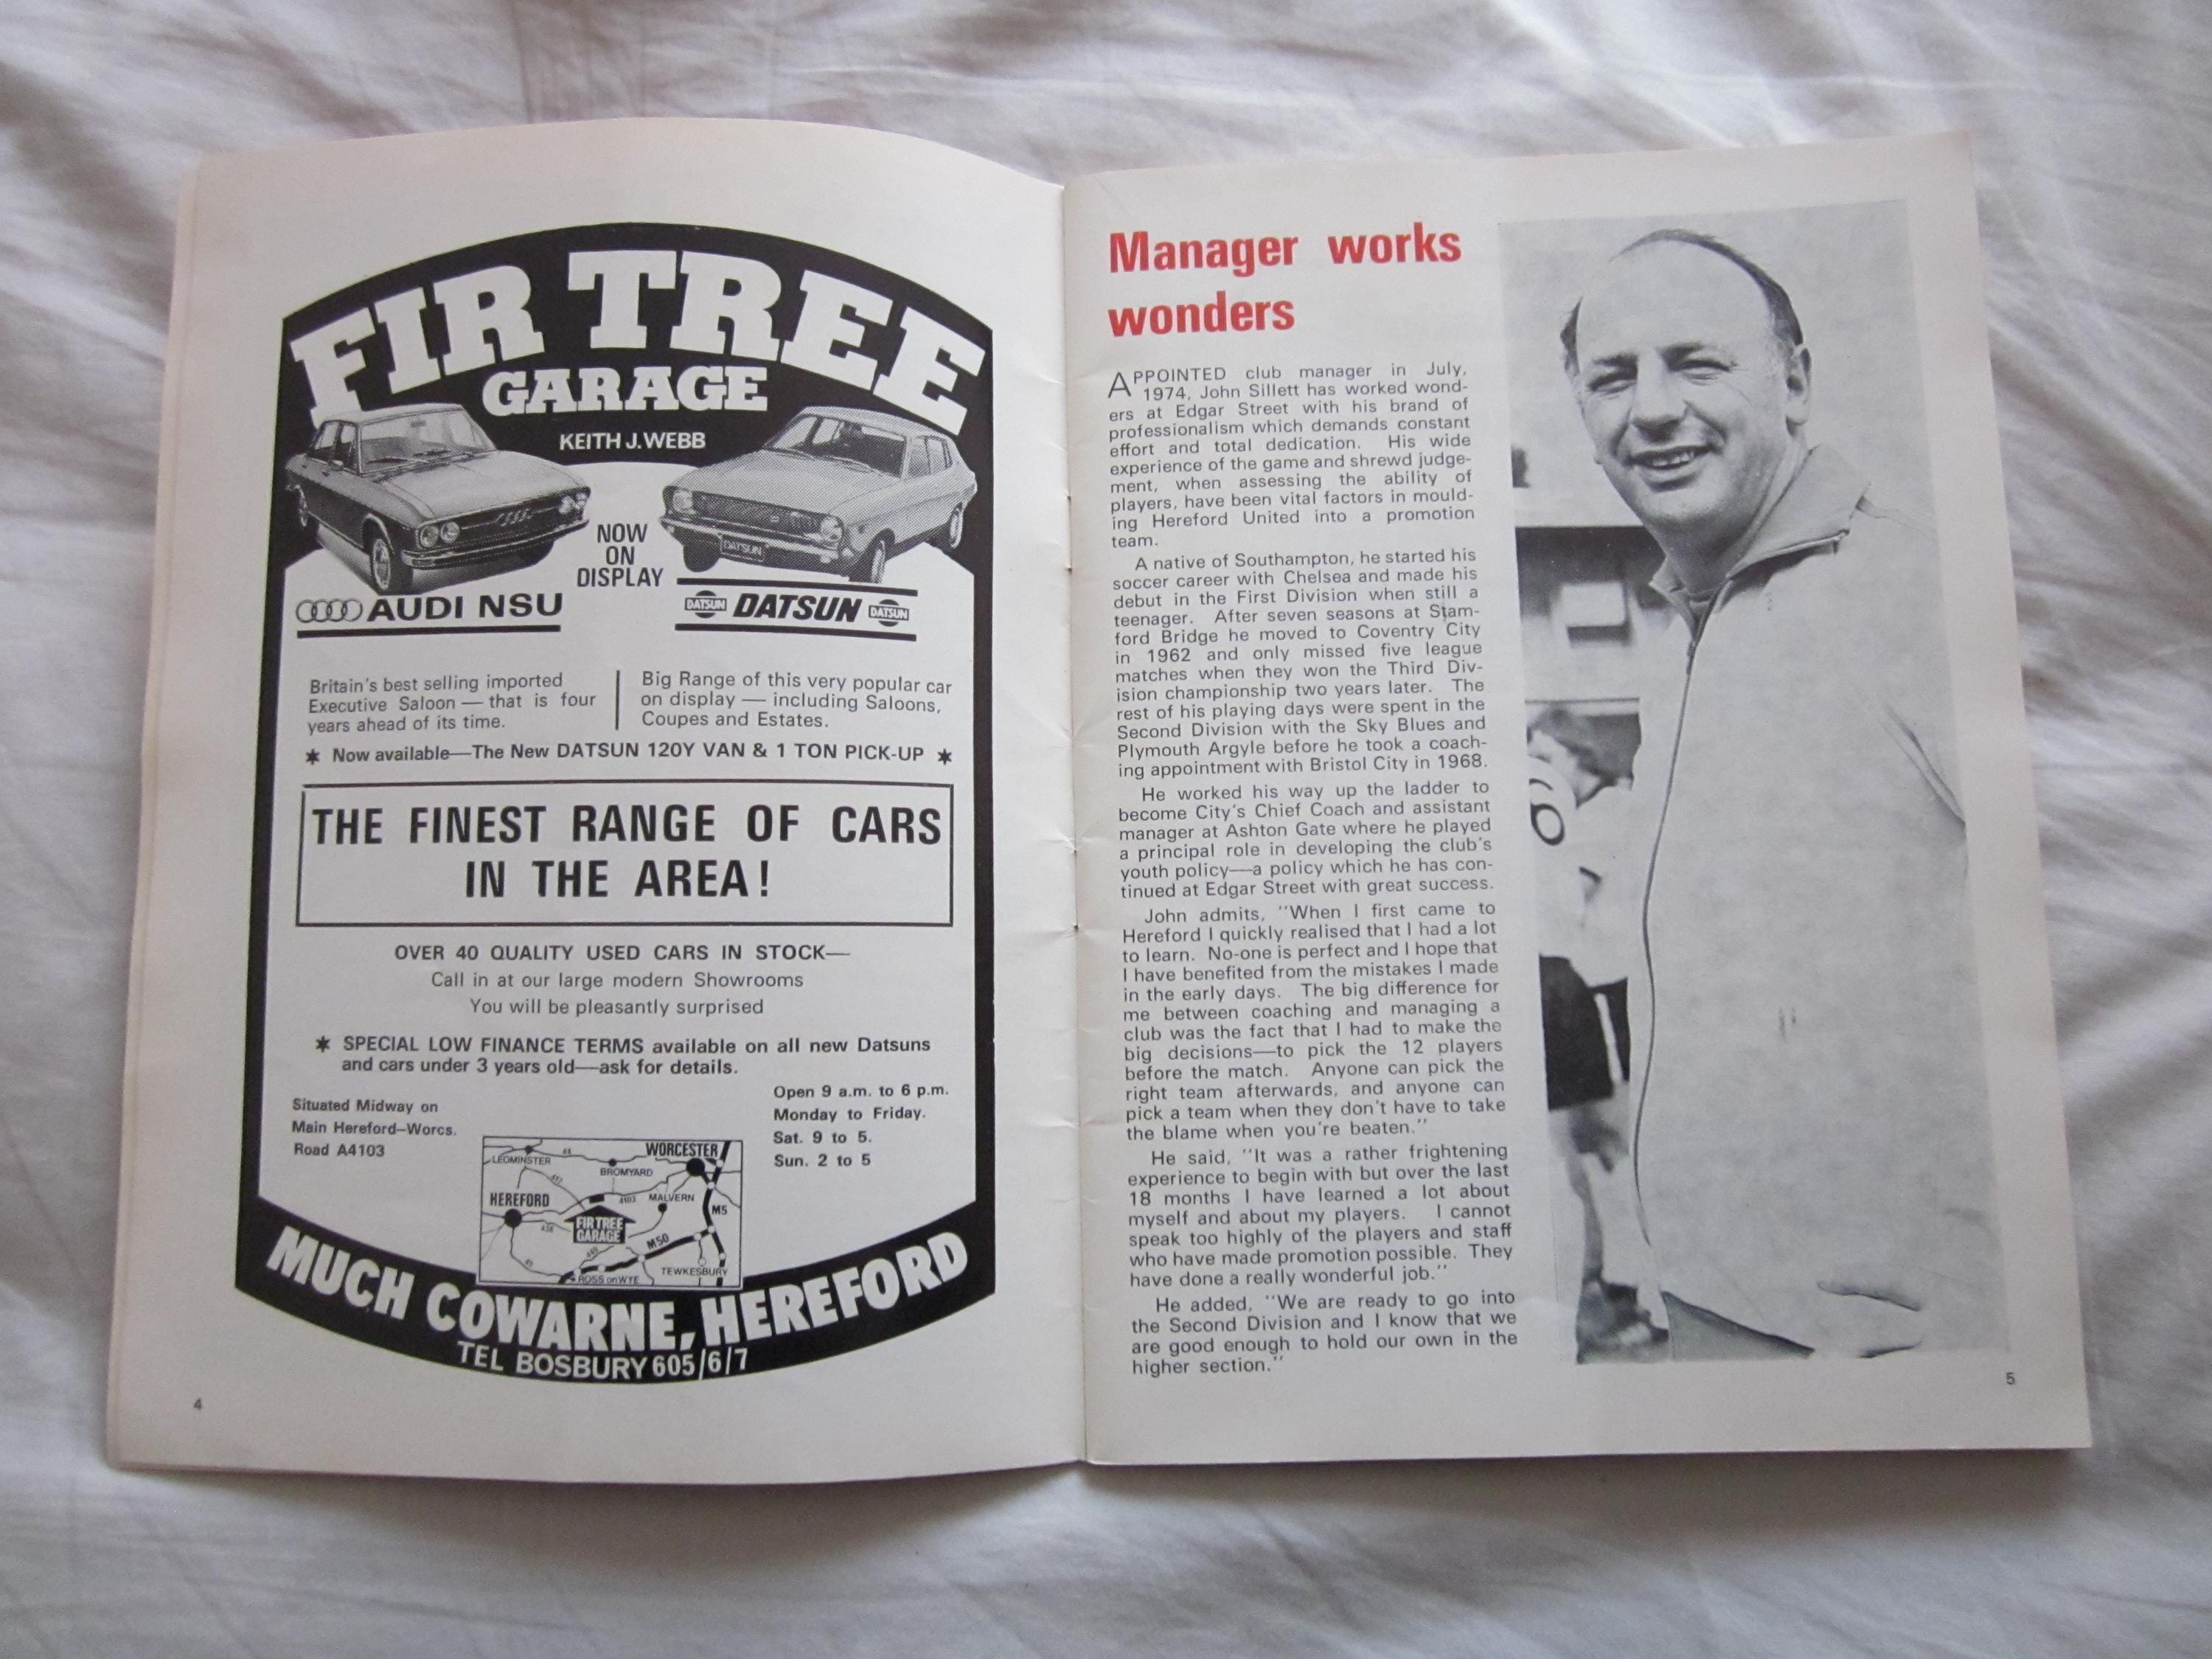 FIR TREE
GARAGE
KEITH J. WEBB
NOW
ON
DISPLAY
DATSUN
AUDI NSU
DATSUN DATSUN DATSUN
Britain's best selling imported
Executive Saloon — that is four
years ahead of its time.
Big Range of this very popular car
on display — including Saloons,
Coupes and Estates.
★ Now available—The New DATSUN 120Y VAN & 1 TON PICK-UP ★
THE FINEST RANGE OF CARS
IN THE AREA!
OVER 40 QUALITY USED CARS IN STOCK—
Call in at our large modern Showrooms
You will be pleasantly surprised
★ SPECIAL LOW FINANCE TERMS available on all new Datsuns
and cars under 3 years old—ask for details.
Situated Midway on
Main Hereford–Worcs.
Road A4103
Open 9 a.m. to 6 p.m.
Monday to Friday.
Sat. 9 to 5.
Sun. 2 to 5
LEOMINSTER
44
WORCESTER
BROMYARD
HEREFORD
4103
MALVERN
M5
FIR TREE
GARAGE
438
M50
449
ROSS on WYE
TEWKESBURY
MUCH COWARNE, HEREFORD
TEL BOSBURY 605/6/7
4
Manager works
wonders
APPOINTED club manager in July,
1974, John Sillett has worked wond-
ers at Edgar Street with his brand of
professionalism which demands constant
effort and total dedication. His wide
experience of the game and shrewd judge-
ment, when assessing the ability of
players, have been vital factors in mould-
ing Hereford United into a promotion
team.
A native of Southampton, he started his
soccer career with Chelsea and made his
debut in the First Division when still a
teenager. After seven seasons at Stam-
ford Bridge he moved to Coventry City
in 1962 and only missed five league
matches when they won the Third Div-
ision championship two years later. The
rest of his playing days were spent in the
Second Division with the Sky Blues and
Plymouth Argyle before he took a coach-
ing appointment with Bristol City in 1968.
He worked his way up the ladder to
become City's Chief Coach and assistant
manager at Ashton Gate where he played
a principal role in developing the club's
youth policy—a policy which he has con-
tinued at Edgar Street with great success.
John admits, "When I first came to
Hereford I quickly realised that I had a lot
to learn. No-one is perfect and I hope that
I have benefited from the mistakes I made
in the early days. The big difference for
me between coaching and managing a
club was the fact that I had to make the
big decisions—to pick the 12 players
before the match. Anyone can pick the
right team afterwards, and anyone can
pick a team when they don't have to take
the blame when you're beaten."
He said, "It was a rather frightening
experience to begin with but over the last
18 months I have learned a lot about
myself and about my players. I cannot
speak too highly of the players and staff
who have made promotion possible. They
have done a really wonderful job."
He added, "We are ready to go into
the Second Division and I know that we
are good enough to hold our own in the
higher section."
5